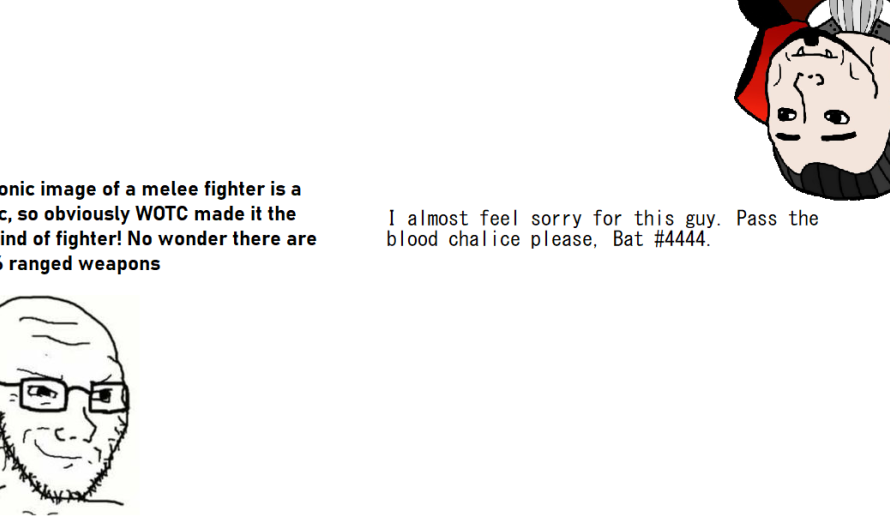 onic image of a melee fighter is a
c, so obviously WOTC made it the
ind of fighter! No wonder there are
ranged weapons
I almost feel sorry for this guy. Pass the
blood chalice please, Bat #4444.